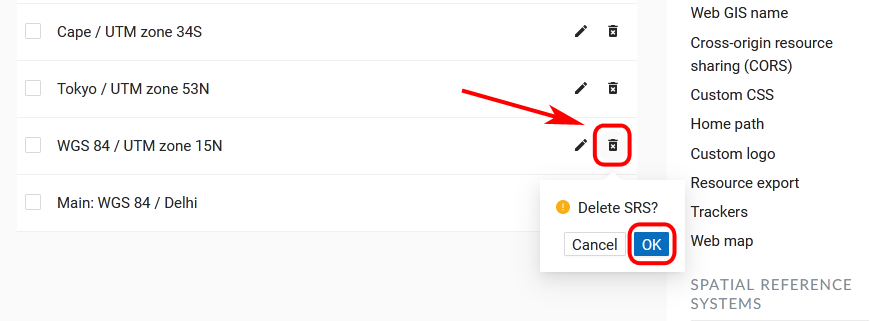 Cape / UTM zone 34S
Tokyo / UTM zone 53N
WGS 84 / UTM zone 15N
Main: WGS 84 / Delhi
Delete SRS?
Cancel
OK
Web GIS name
Cross-origin resource
sharing (CORS)
Custom CSS
Home path
Custom logo
Resource export
Trackers
Web map
SPATIAL REFERENCE
SYSTEMS